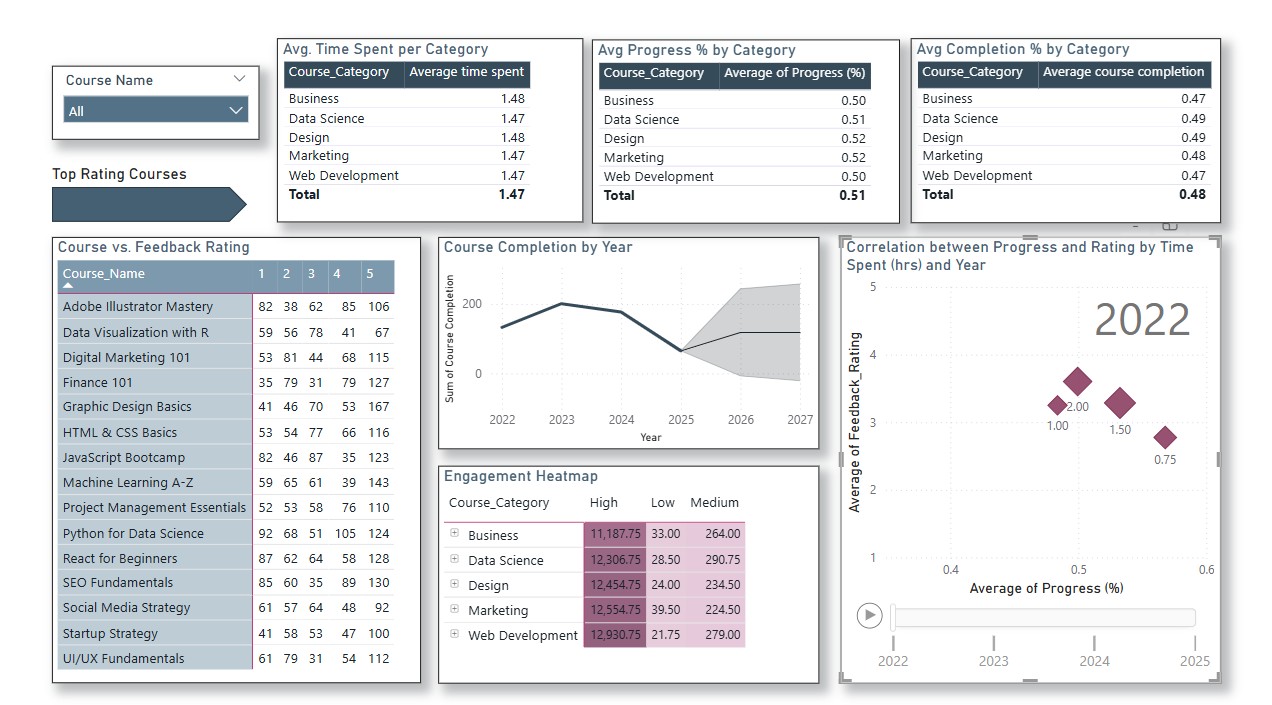 Course Name
All
Top Rating Courses
Avg. Time Spent per Category
Course_Category Average time spent
Business 1.48
Data Science 1.47
Design 1.48
Marketing 1.47
Web Development 1.47
Total 1.47
Avg Progress % by Category
Course_Category Average of Progress (%)
Business 0.50
Data Science 0.51
Design 0.52
Marketing 0.52
Web Development 0.50
Total 0.51
Avg Completion % by Category
Course_Category Average course completion
Business 0.47
Data Science 0.49
Design 0.49
Marketing 0.48
Web Development 0.47
Total 0.48
Course vs. Feedback Rating
Course_Name 1 2 3 4 5
Adobe Illustrator Mastery 82 38 62 85 106
Data Visualization with R 59 56 78 41 67
Digital Marketing 101 53 81 44 68 115
Finance 101 35 79 31 79 127
Graphic Design Basics 41 46 70 53 167
HTML & CSS Basics 53 54 77 66 116
JavaScript Bootcamp 82 46 87 35 123
Machine Learning A-Z 59 65 61 39 143
Project Management Essentials 52 53 58 76 110
Python for Data Science 92 68 51 105 124
React for Beginners 87 62 64 58 128
SEO Fundamentals 85 60 35 89 130
Social Media Strategy 61 57 64 48 92
Startup Strategy 41 58 53 47 100
UI/UX Fundamentals 61 79 31 54 112
Course Completion by Year
Sum of Course Completion
200
0
2022 2023 2024 2025 2026 2027
Year
Engagement Heatmap
Course_Category High Low Medium
Business 11,187.75 33.00 264.00
Data Science 12,306.75 28.50 290.75
Design 12,454.75 24.00 234.50
Marketing 12,554.75 39.50 224.50
Web Development 12,930.75 21.75 279.00
Correlation between Progress and Rating by Time
Spent (hrs) and Year
2022
Average of Feedback_Rating
5
4
3
2
1
2.00
1.00
1.50
0.75
0.4 0.5 0.6
Average of Progress (%)
2022 2023 2024 2025